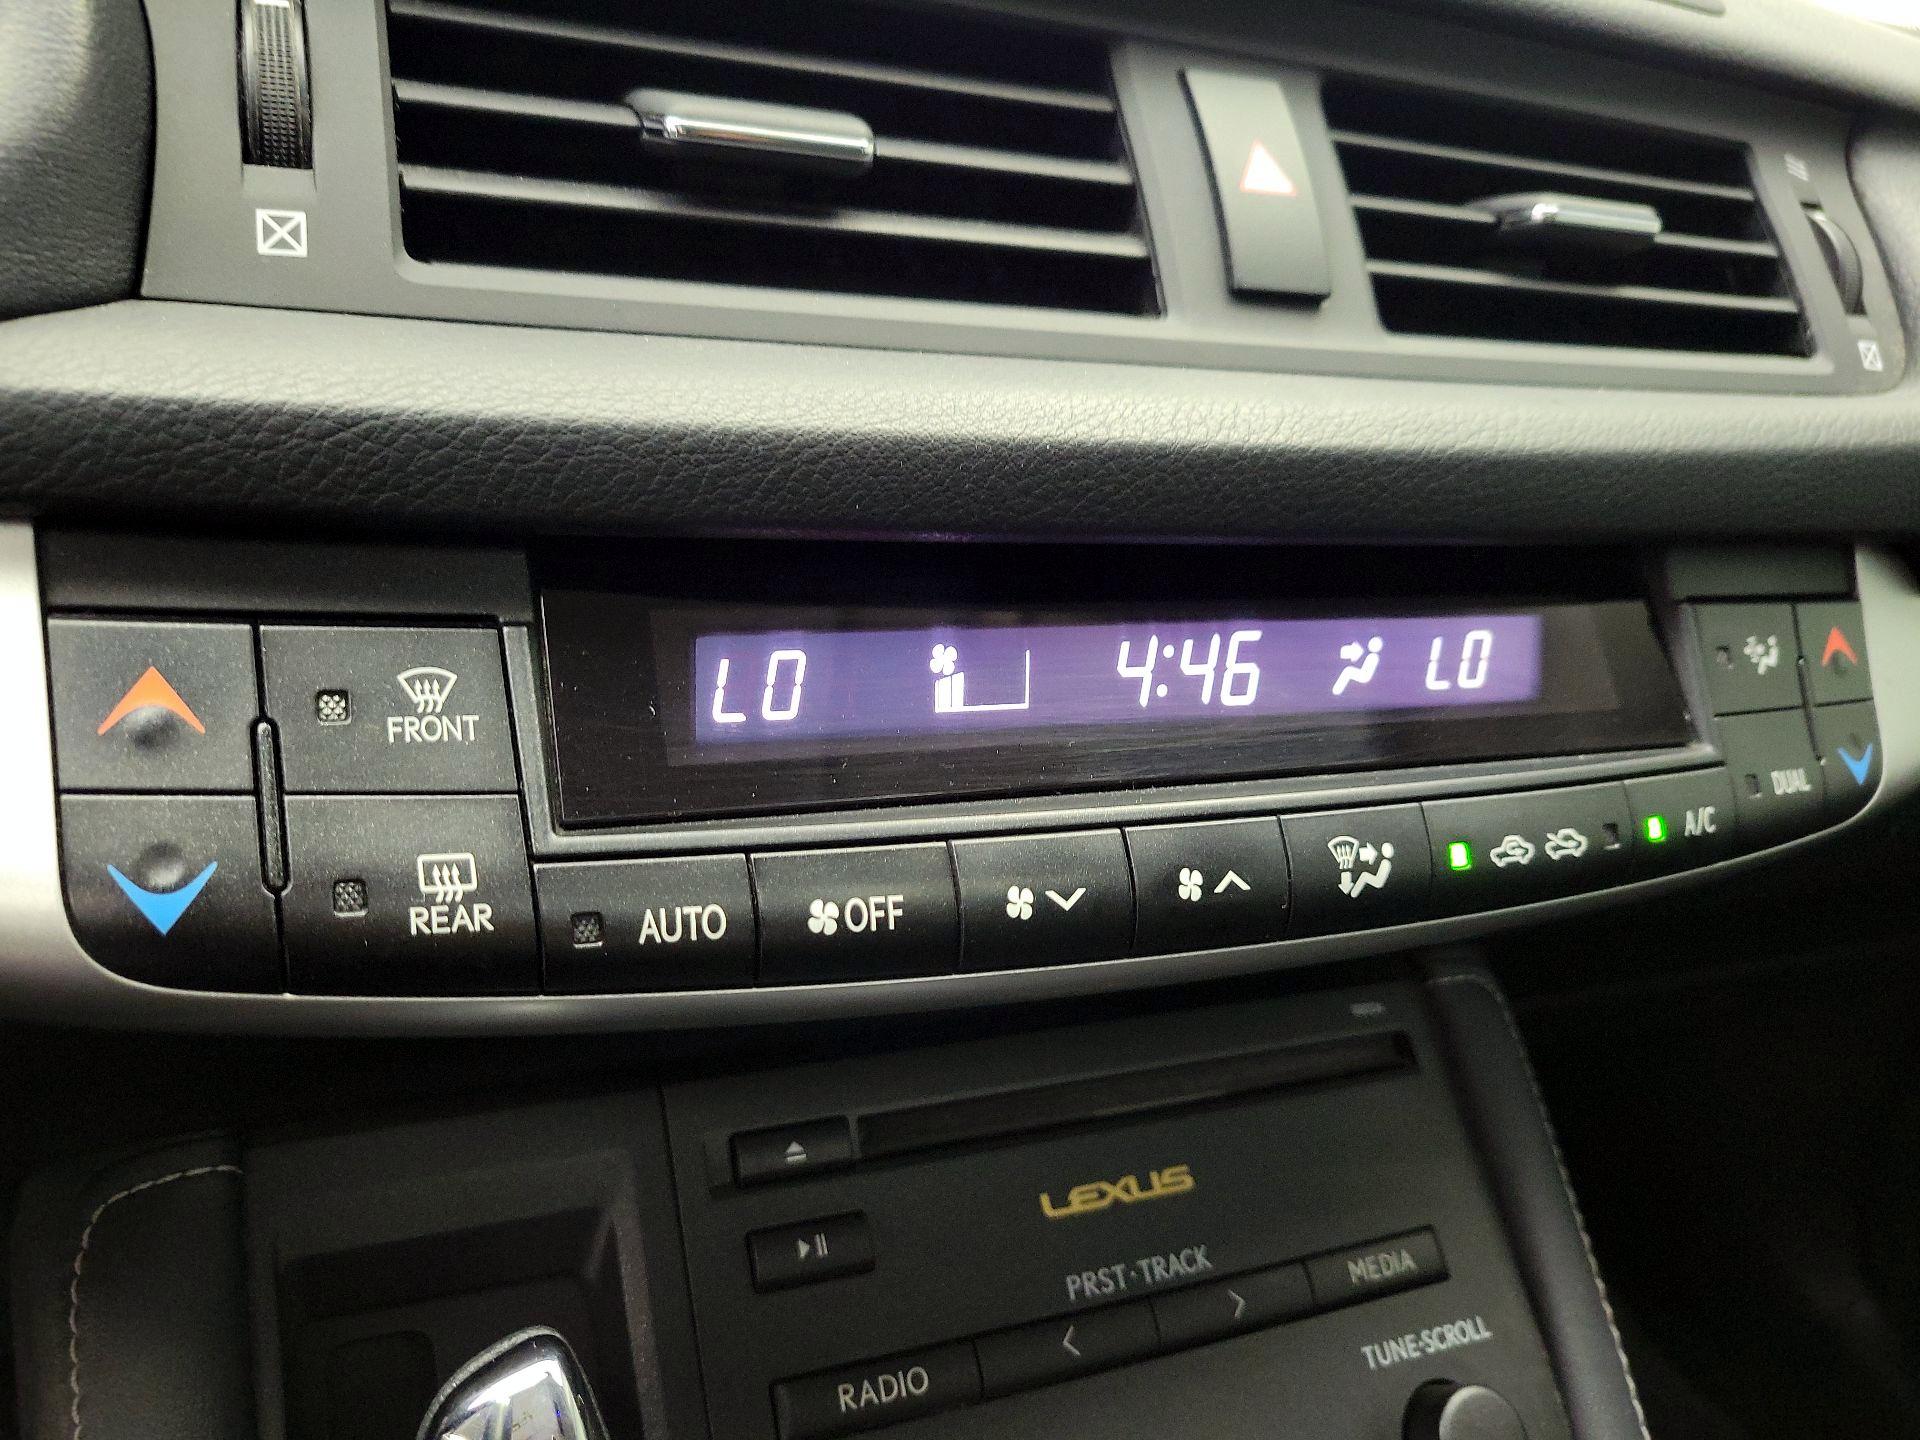 LO 4:46 LO
FRONT
REAR
AUTO
OFF
A/C
DUAL
LEXUS
PRST·TRACK
MEDIA
RADIO
TUNE·SCROLL